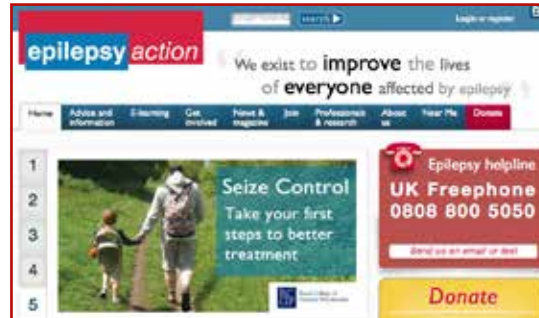 search
Login or register
epilepsy action
We exist to improve the lives
of everyone affected by epilepsy
Home
Advice and
information
E-learning
Get
involved
News &
magazine
Join
Professionals
& research
About
us
Near Me
Donate
1
2
3
4
5
Seize Control
Take your first
steps to better
treatment
Epilepsy helpline
UK Freephone
0808 800 5050
Send us an email or text
Donate